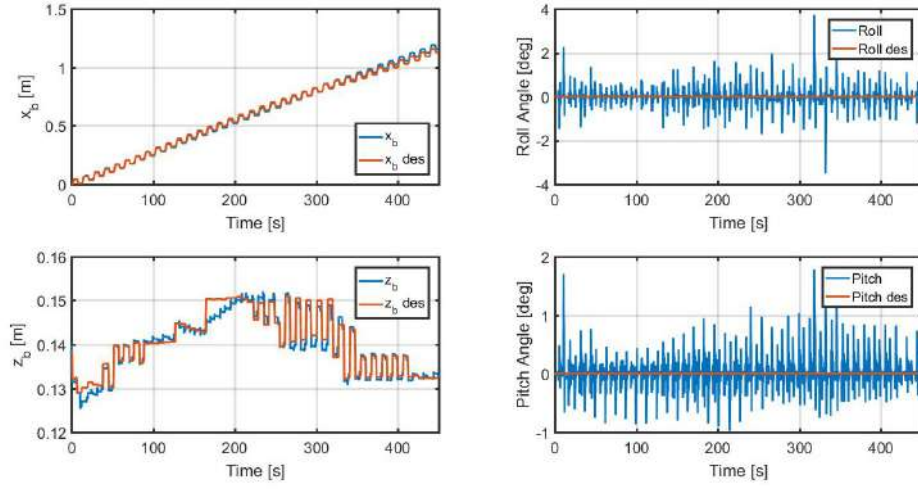 1.5
1
0.5
0
x_b [m]
x_b
x_b des
0 100 200 300 400
Time [s]
4
2
0
-2
-4
Roll Angle [deg]
Roll
Roll des
0 100 200 300 400
Time [s]
0.16
0.15
0.14
0.13
0.12
z_b [m]
z_b
z_b des
0 100 200 300 400
Time [s]
2
1
0
-1
Pitch Angle [deg]
Pitch
Pitch des
0 100 200 300 400
Time [s]